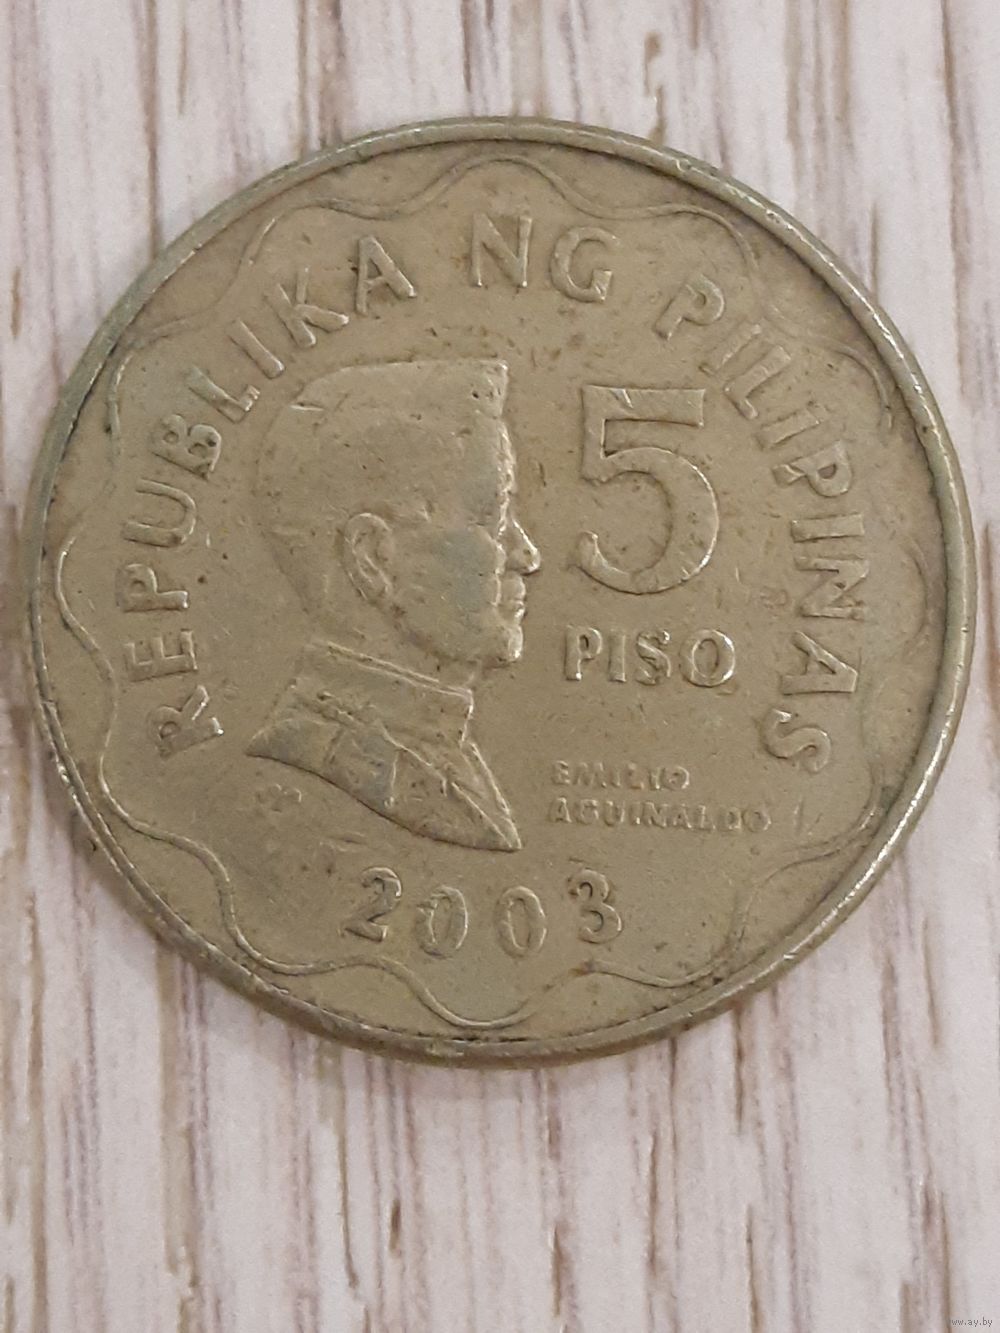 REPUBLIKA NG PILIPINAS
5
PISO
EMILIO
AGUINALDO
2003
www.ay.by